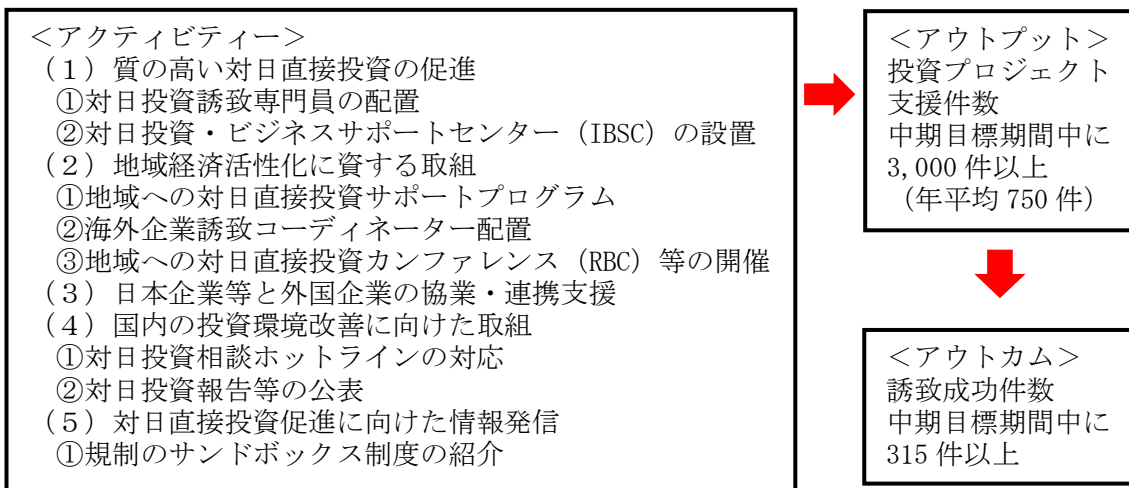 ＜アクティビティー＞
（１）質の高い対日直接投資の促進
①対日投資誘致専門員の配置
②対日投資・ビジネスサポートセンター（IBSC）の設置
（２）地域経済活性化に資する取組
①地域への対日直接投資サポートプログラム
②海外企業誘致コーディネーター配置
③地域への対日直接投資カンファレンス（RBC）等の開催
（３）日本企業等と外国企業の協業・連携支援
（４）国内の投資環境改善に向けた取組
①対日投資相談ホットラインの対応
②対日投資報告等の公表
（５）対日直接投資促進に向けた情報発信
①規制のサンドボックス制度の紹介
＜アウトプット＞
投資プロジェクト
支援件数
中期目標期間中に
3,000 件以上
（年平均 750 件）
＜アウトカム＞
誘致成功件数
中期目標期間中に
315 件以上